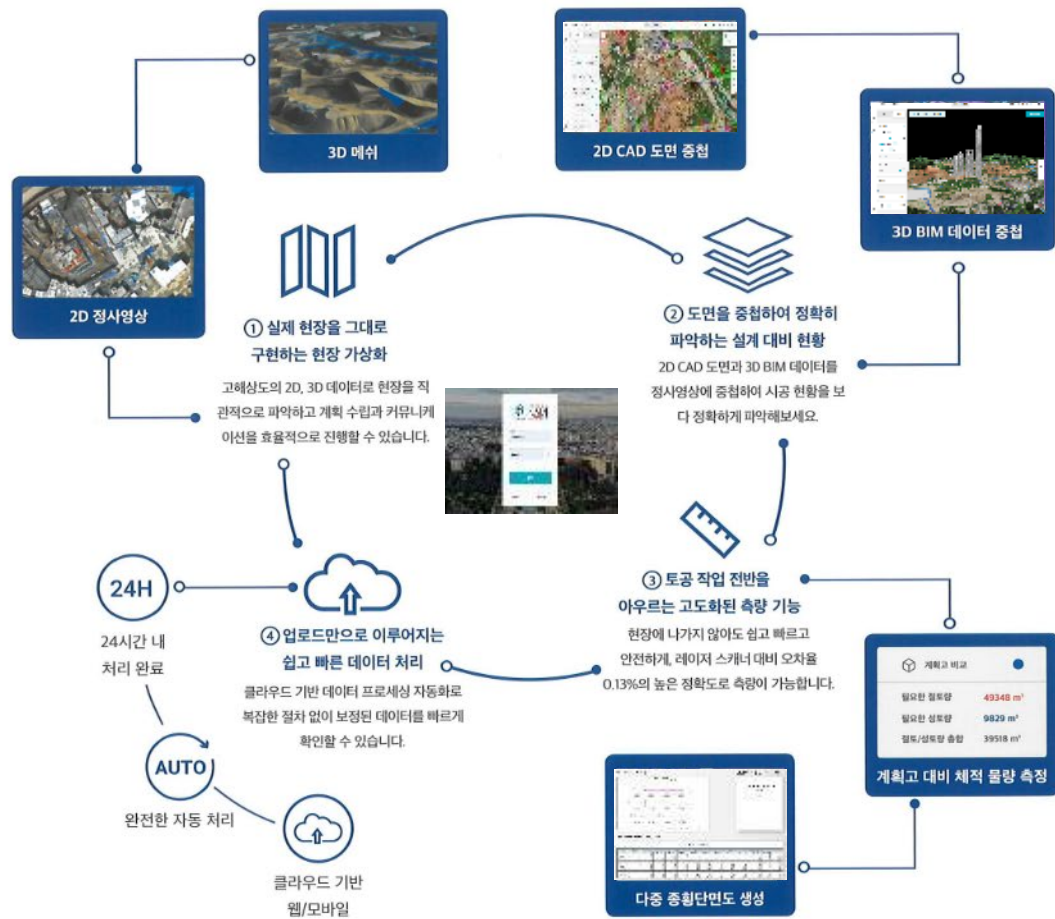 3D 메쉬
2D CAD 도면 중첩
3D BIM 데이터 중첩
2D 정사영상
① 실제 현장을 그대로
구현하는 현장 가상화
고해상도의 2D, 3D 데이터로 현장을 직
관적으로 파악하고 계획 수립과 커뮤니케
이션을 효율적으로 진행할 수 있습니다.
② 도면을 중첩하여 정확히
파악하는 설계 대비 현황
2D CAD 도면과 3D BIM 데이터를
정사영상에 중첩하여 시공 현황을 보
다 정확하게 파악해보세요.
③ 토공 작업 전반을
아우르는 고도화된 측량 기능
현장에 나가지 않아도 쉽고 빠르고
안전하게, 레이저 스캐너 대비 오차율
0.13%의 높은 정확도로 측량이 가능합니다.
계획고 비교
필요한 절토량 49348 m³
필요한 성토량 9829 m³
절토/성토량 총합 39518 m³
계획고 대비 체적 물량 측정
다중 종횡단면도 생성
④ 업로드만으로 이루어지는
쉽고 빠른 데이터 처리
클라우드 기반 데이터 프로세싱 자동화로
복잡한 절차 없이 보정된 데이터를 빠르게
확인할 수 있습니다.
24H
24시간 내
처리 완료
AUTO
완전한 자동 처리
클라우드 기반
웹/모바일